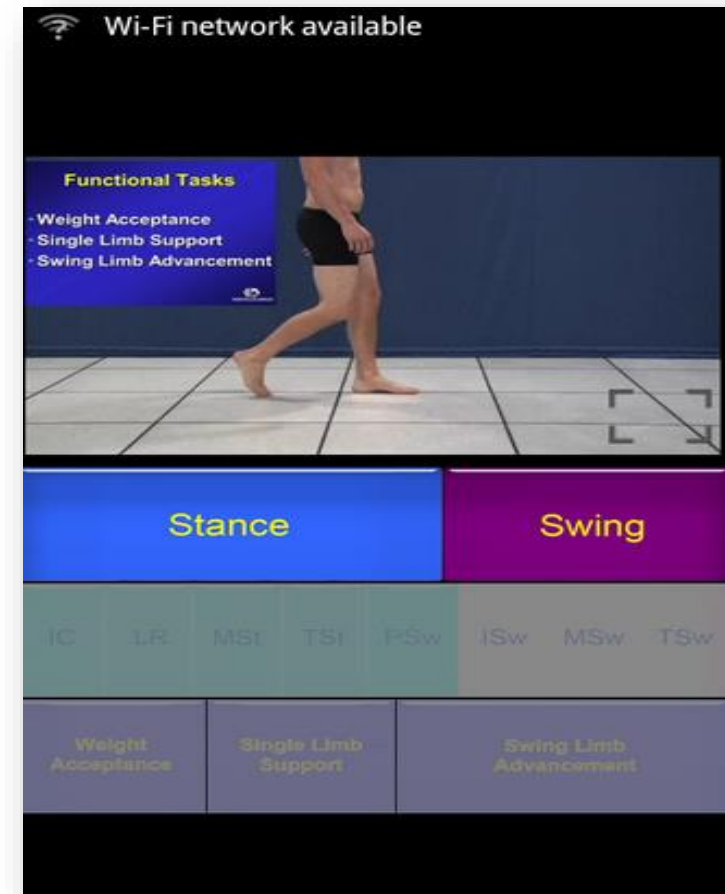 Wi-Fi network available
Functional Tasks
- Weight Acceptance
- Single Limb Support
- Swing Limb Advancement
Stance Swing
IC LR MSt TSt PSw ISw MSw TSw
Weight Acceptance
Single Limb Support
Swing Limb Advancement